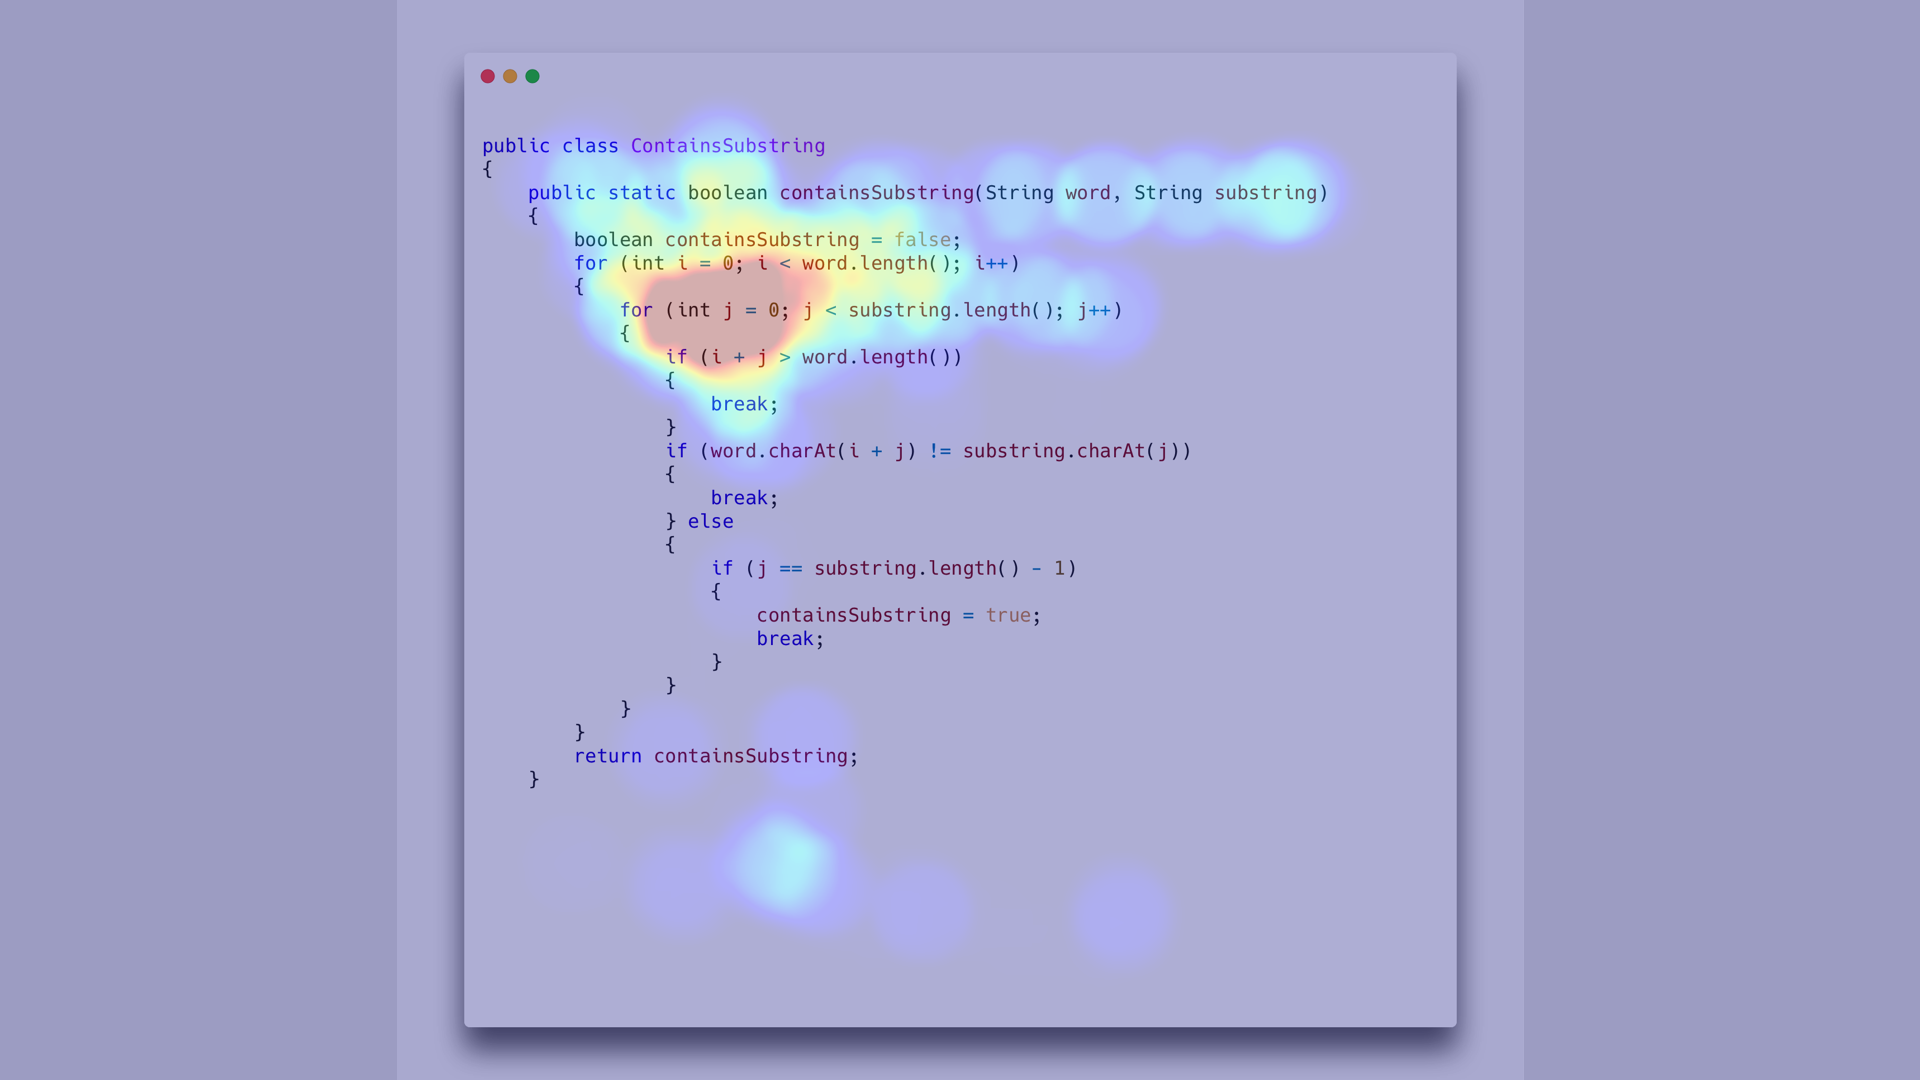 public class ContainsSubstring
{
    public static boolean containsSubstring(String word, String substring)
    {
        boolean containsSubstring = false;
        for (int i = 0; i < word.length(); i++)
        {
            for (int j = 0; j < substring.length(); j++)
            {
                if (i + j > word.length())
                {
                    break;
                }
                if (word.charAt(i + j) != substring.charAt(j))
                {
                    break;
                } else
                {
                    if (j == substring.length() - 1)
                    {
                        containsSubstring = true;
                        break;
                    }
                }
            }
        }
        return containsSubstring;
    }